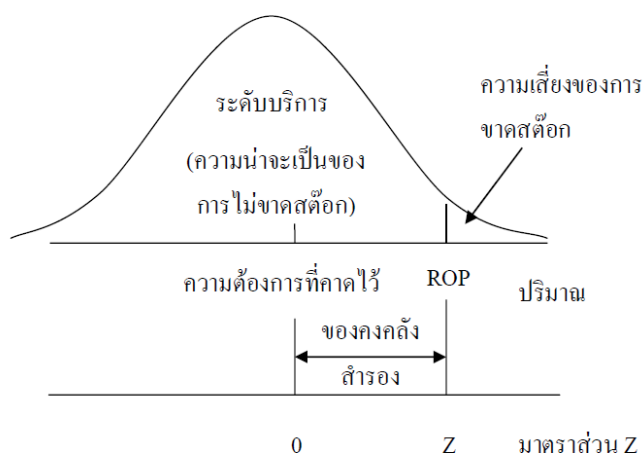 ระดับบริการ
(ความน่าจะเป็นของ
การไม่ขาดสต๊อก)
ความเสี่ยงของการ
ขาดสต๊อก
ความต้องการที่คาดไว้
ROP
ปริมาณ
ของคงคลัง
สำรอง
0
Z
มาตราส่วน Z